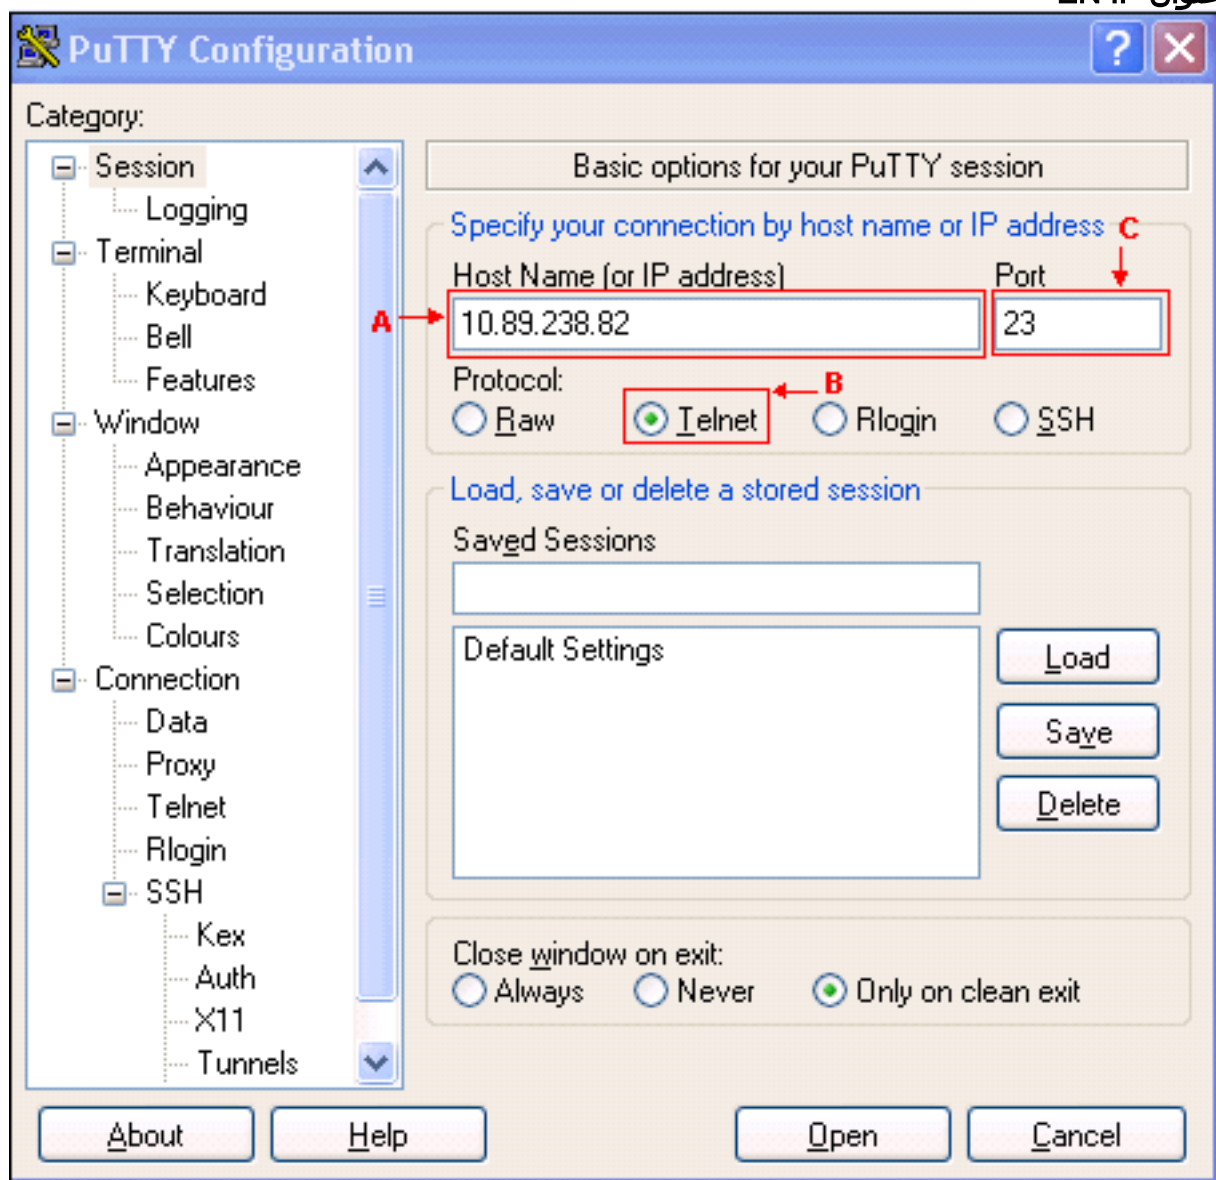 PuTTY Configuration
Category:
Session
Logging
Terminal
Keyboard
Bell
Features
Window
Appearance
Behaviour
Translation
Selection
Colours
Connection
Data
Proxy
Telnet
Rlogin
SSH
Kex
Auth
X11
Tunnels
Basic options for your PuTTY session
Specify your connection by host name or IP address
C
Host Name (or IP address) Port
A 10.89.238.82 23
Protocol: B
Raw Telnet Rlogin SSH
Load, save or delete a stored session
Saved Sessions
Default Settings
Load
Save
Delete
Close window on exit:
Always Never Only on clean exit
About Help Open Cancel